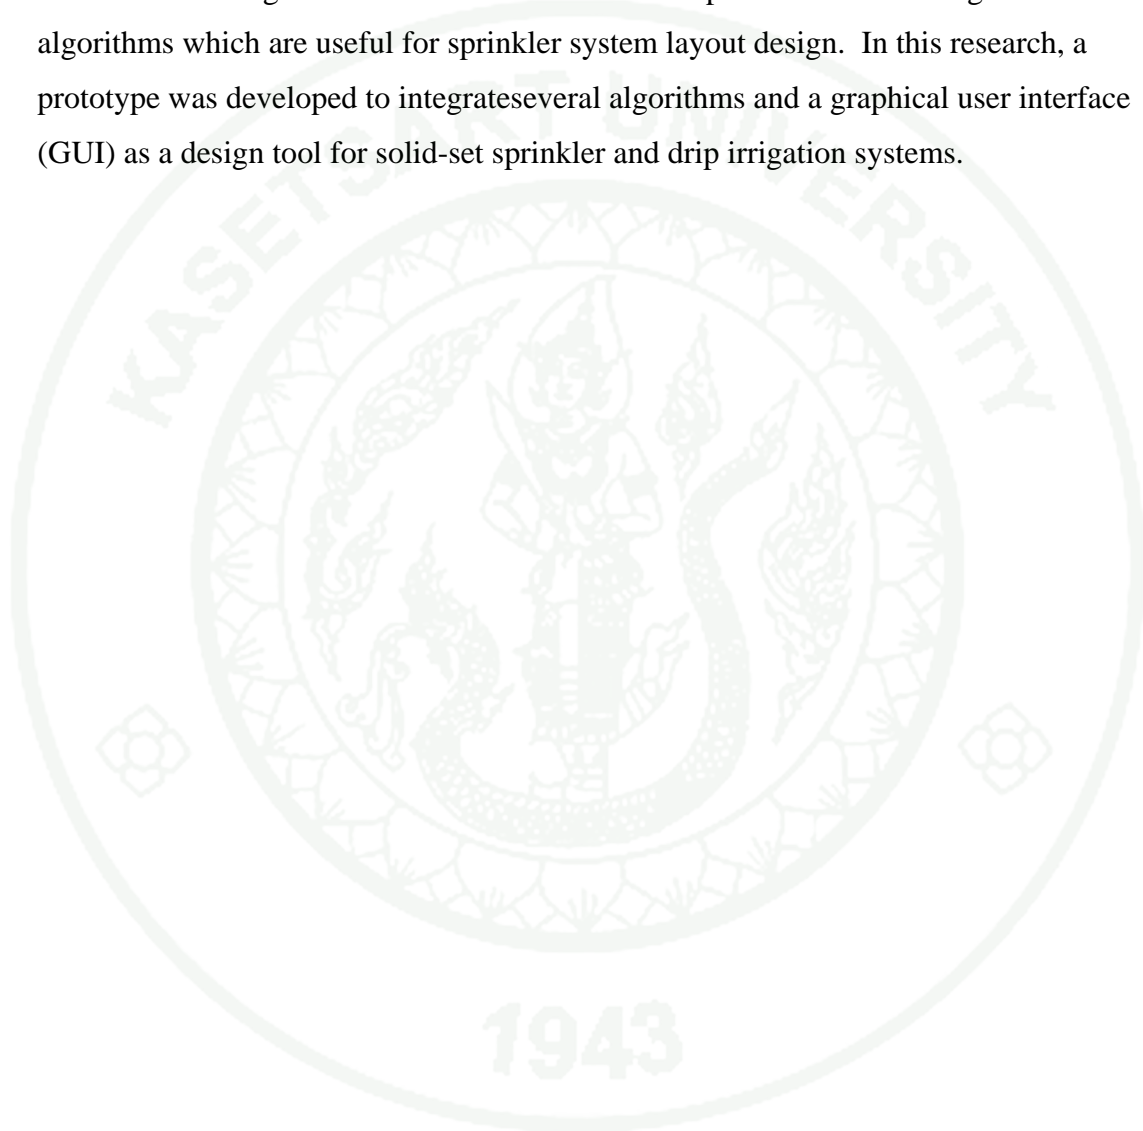 algorithms which are useful for sprinkler system layout design.  In this research, a
prototype was developed to integrateseveral algorithms and a graphical user interface
(GUI) as a design tool for solid-set sprinkler and drip irrigation systems.
KASETSART UNIVERSITY
1943